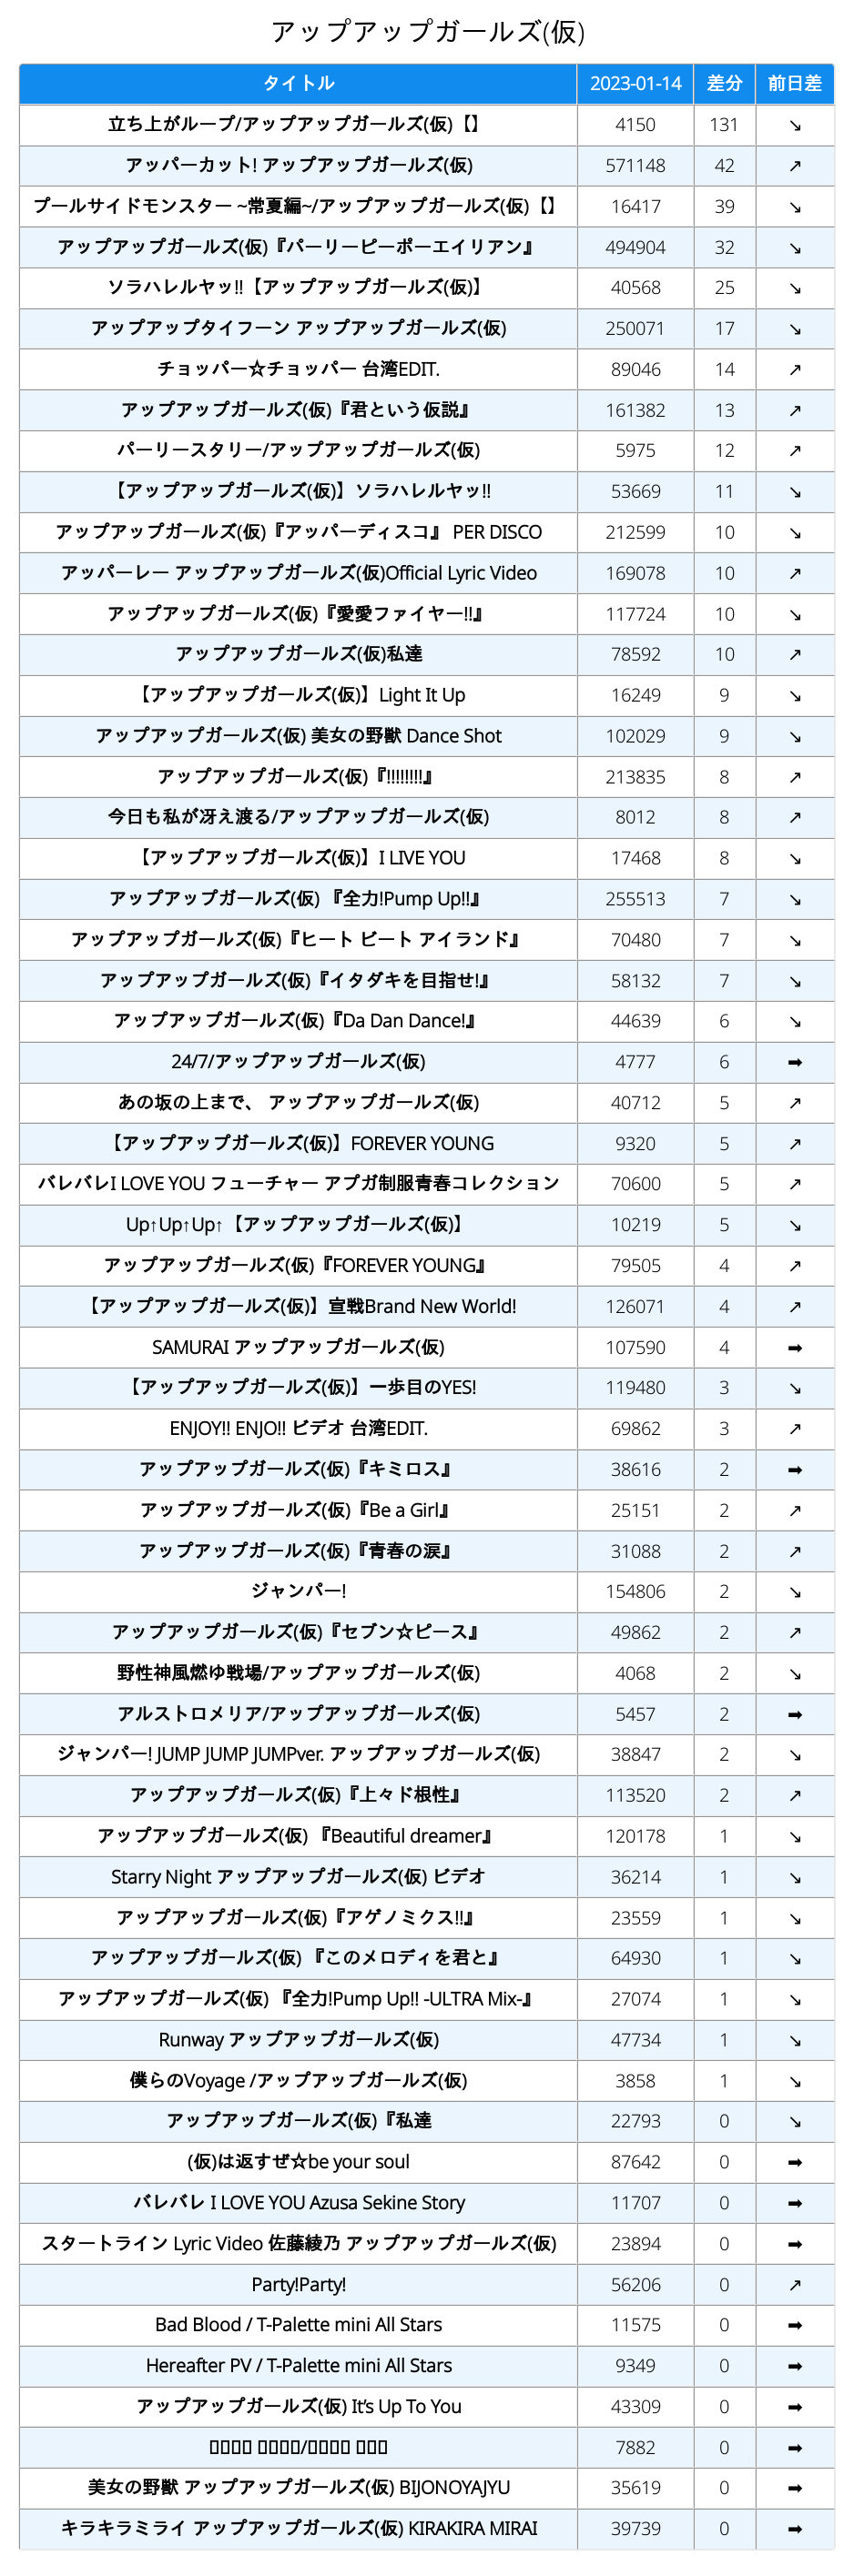 アップアップガールズ(仮)
タイトル 2023-01-14 差分 前日差
立ち上がループ/アップアップガールズ(仮)【】 4150 131 ↘
アッパーカット! アップアップガールズ(仮) 571148 42 ↗
プールサイドモンスター ~常夏編~/アップアップガールズ(仮)【】 16417 39 ↘
アップアップガールズ(仮)『パーリーピーポーエイリアン』 494904 32 ↘
ソラハレルヤッ!!【アップアップガールズ(仮)】 40568 25 ↘
アップアップタイフーン アップアップガールズ(仮) 250071 17 ↘
チョッパー☆チョッパー 台湾EDIT. 89046 14 ↗
アップアップガールズ(仮)『君という仮説』 161382 13 ↗
パーリースタリー/アップアップガールズ(仮) 5975 12 ↗
【アップアップガールズ(仮)】ソラハレルヤッ!! 53669 11 ↘
アップアップガールズ(仮)『アッパーディスコ』 PER DISCO 212599 10 ↘
アッパーレー アップアップガールズ(仮)Official Lyric Video 169078 10 ↗
アップアップガールズ(仮)『愛愛ファイヤー!!』 117724 10 ↘
アップアップガールズ(仮)私達 78592 10 ↗
【アップアップガールズ(仮)】Light It Up 16249 9 ↘
アップアップガールズ(仮) 美女の野獣 Dance Shot 102029 9 ↘
アップアップガールズ(仮)『!!!!!!!!』 213835 8 ↗
今日も私が冴え渡る/アップアップガールズ(仮) 8012 8 ↗
【アップアップガールズ(仮)】I LIVE YOU 17468 8 ↘
アップアップガールズ(仮) 『全力!Pump Up!!』 255513 7 ↘
アップアップガールズ(仮)『ヒート ビート アイランド』 70480 7 ↘
アップアップガールズ(仮)『イタダキを目指せ!』 58132 7 ↘
アップアップガールズ(仮)『Da Dan Dance!』 44639 6 ↘
24/7/アップアップガールズ(仮) 4777 6 ➡
あの坂の上まで、 アップアップガールズ(仮) 40712 5 ↗
【アップアップガールズ(仮)】FOREVER YOUNG 9320 5 ↗
バレバレI LOVE YOU フューチャー アプガ制服青春コレクション 70600 5 ↗
Up↑Up↑Up↑【アップアップガールズ(仮)】 10219 5 ↘
アップアップガールズ(仮)『FOREVER YOUNG』 79505 4 ↗
【アップアップガールズ(仮)】宣戦Brand New World! 126071 4 ↗
SAMURAI アップアップガールズ(仮) 107590 4 ➡
【アップアップガールズ(仮)】一歩目のYES! 119480 3 ↘
ENJOY!! ENJO!! ビデオ 台湾EDIT. 69862 3 ↗
アップアップガールズ(仮)『キミロス』 38616 2 ➡
アップアップガールズ(仮)『Be a Girl』 25151 2 ↗
アップアップガールズ(仮)『青春の涙』 31088 2 ↗
ジャンパー! 154806 2 ↘
アップアップガールズ(仮)『セブン☆ピース』 49862 2 ↗
野性神風燃ゆ戦場/アップアップガールズ(仮) 4068 2 ↘
アルストロメリア/アップアップガールズ(仮) 5457 2 ➡
ジャンパー! JUMP JUMP JUMPver. アップアップガールズ(仮) 38847 2 ↘
アップアップガールズ(仮)『上々ド根性』 113520 2 ↗
アップアップガールズ(仮) 『Beautiful dreamer』 120178 1 ↘
Starry Night アップアップガールズ(仮) ビデオ 36214 1 ↘
アップアップガールズ(仮)『アゲノミクス!!』 23559 1 ↘
アップアップガールズ(仮) 『このメロディを君と』 64930 1 ↘
アップアップガールズ(仮) 『全力!Pump Up!! -ULTRA Mix-』 27074 1 ↘
Runway アップアップガールズ(仮) 47734 1 ↘
僕らのVoyage /アップアップガールズ(仮) 3858 1 ↘
アップアップガールズ(仮)『私達 22793 0 ↘
(仮)は返すぜ☆be your soul 87642 0 ➡
バレバレ I LOVE YOU Azusa Sekine Story 11707 0 ➡
スタートライン Lyric Video 佐藤綾乃 アップアップガールズ(仮) 23894 0 ➡
Party!Party! 56206 0 ↗
Bad Blood / T-Palette mini All Stars 11575 0 ➡
Hereafter PV / T-Palette mini All Stars 9349 0 ➡
アップアップガールズ(仮) It's Up To You 43309 0 ➡
7882 0 ➡
美女の野獣 アップアップガールズ(仮) BIJONOYAJYU 35619 0 ➡
キラキラミライ アップアップガールズ(仮) KIRAKIRA MIRAI 39739 0 ➡